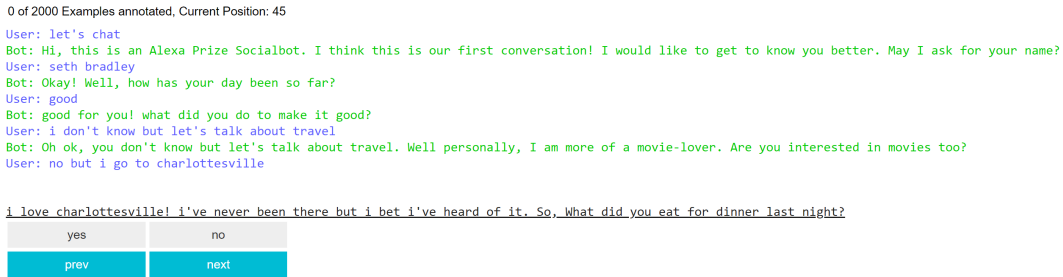 0 of 2000 Examples annotated, Current Position: 45
User: let's chat
Bot: Hi, this is an Alexa Prize Socialbot. I think this is our first conversation! I would like to get to know you better. May I ask for your name?
User: seth bradley
Bot: Okay! Well, how has your day been so far?
User: good
Bot: good for you! what did you do to make it good?
User: i don't know but let's talk about travel
Bot: Oh ok, you don't know but let's talk about travel. Well personally, I am more of a movie-lover. Are you interested in movies too?
User: no but i go to charlottesville
i love charlottesville! i've never been there but i bet i've heard of it. So, What did you eat for dinner last night?
yes no
prev next